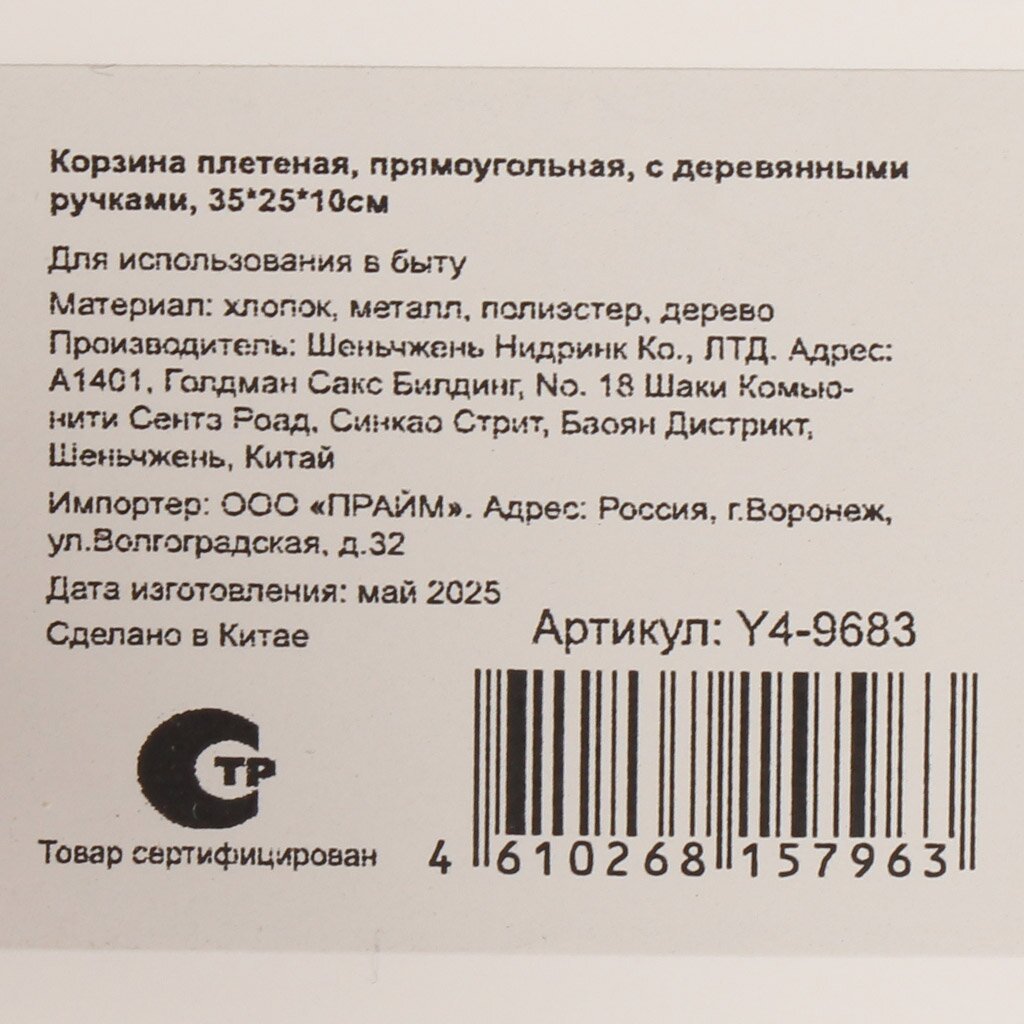 Корзина плетеная, прямоугольная, с деревянными
ручками, 35*25*10см
Для использования в быту
Материал: хлопок, металл, полиэстер, дерево
Производитель: Шеньчжень Нидринк Ко., ЛТД. Адрес:
А1401, Голдман Сакс Билдинг, No. 18 Шаки Комью-
нити Сентз Роад, Синкао Стрит, Баоян Дистрикт,
Шеньчжень, Китай
Импортер: ООО «ПРАЙМ». Адрес: Россия, г.Воронеж,
ул.Волгоградская, д.32
Дата изготовления: май 2025
Сделано в Китае
Артикул: Y4-9683
СТР
Товар сертифицирован
4 610268 157963